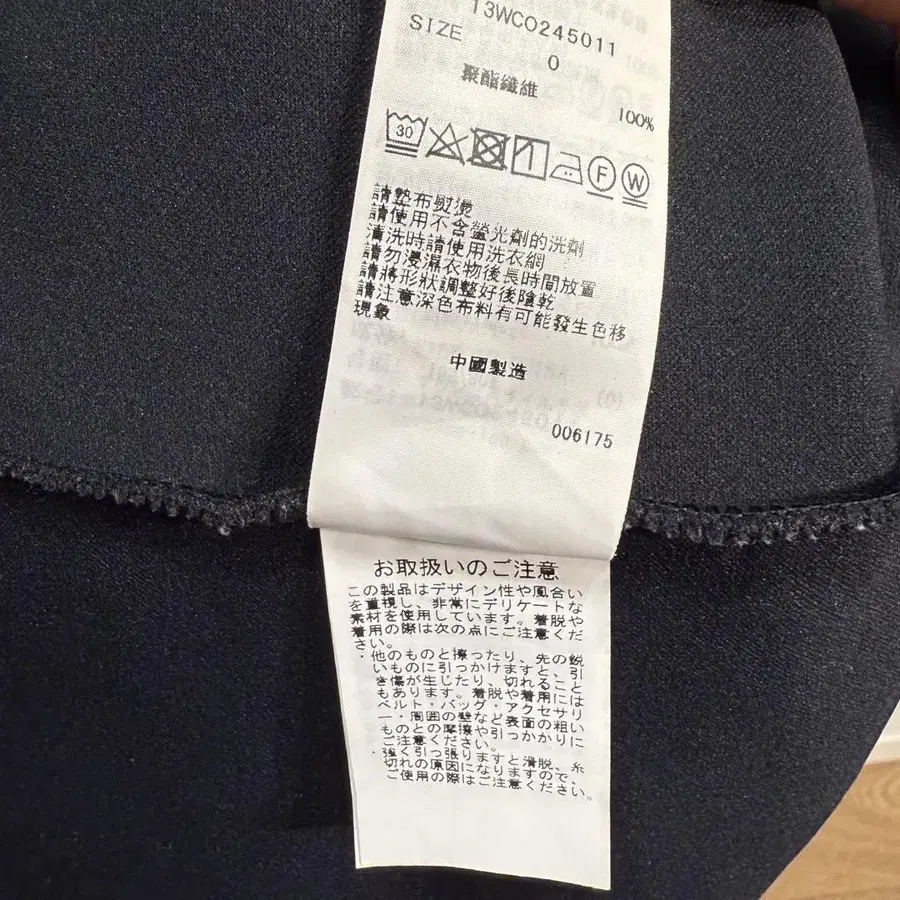 13WCO245011
SIZE
0
聚酯纖維
100%
30
F
W
請墊布熨燙
請使用不含螢光劑的洗劑
清洗時請使用洗衣網
請勿浸濕衣物後長時間放置
請將形狀調整好後陰乾
請注意深色布料有可能發生色移
現象
中國製造
006175
お取扱いのご注意
この製品はデザイン性や風合い
を重視し、非常にデリケートな
素材を使用しています。着脱や
着用の際は次の点にご注意くだ
さい。
・他のものと擦ったり、先の鋭
いものに引っかけますと、引
き傷が生じたり、切れること
もあります。着脱や着用には
ベルト・バッグ・アクセサリ
ー・周囲の壁など表面の粗い
ものとの摩擦や引っかかりに
ご注意ください。
・強く引っ張りますと滑脱、糸
切れの原因になりますので、
ご使用の際はご注意ください。